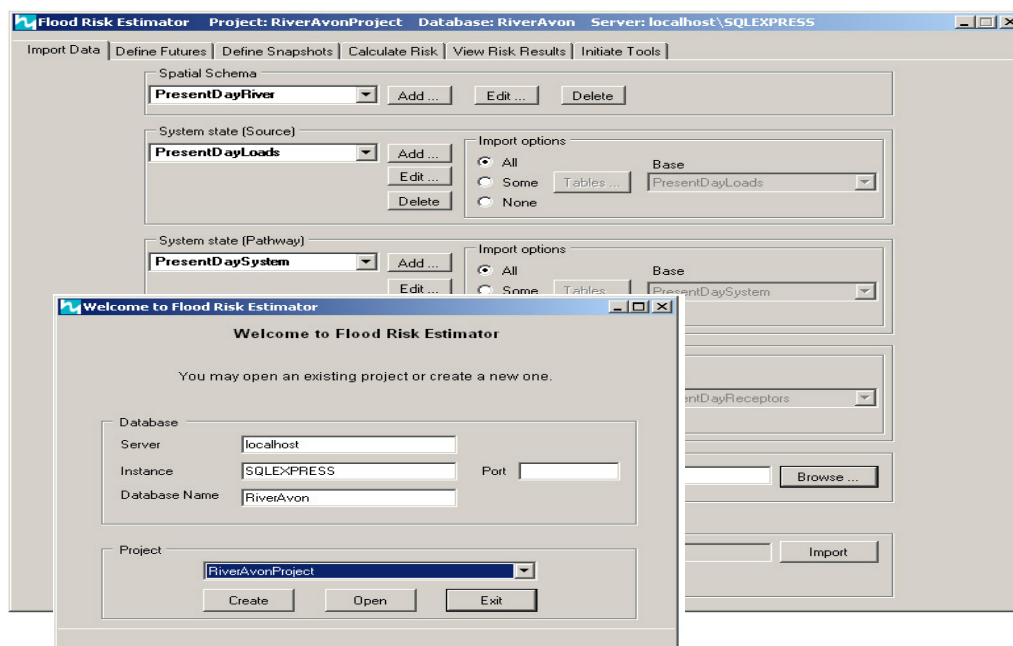 Flood Risk Estimator Project: RiverAvonProject Database: RiverAvon Server: localhost\SQLEXPRESS
Import Data Define Futures Define Snapshots Calculate Risk View Risk Results Initiate Tools
Spatial Schema
PresentDayRiver Add ... Edit ... Delete
System state (Source)
PresentDayLoads Add ...
Edit ...
Delete
Import options
All
Some Tables ...
None
Base
PresentDayLoads
System state (Pathway)
PresentDaySystem Add ...
Edit ...
Import options
All
Some Tables
Base
PresentDaySystem
entDayReceptors
Browse ...
Import
Welcome to Flood Risk Estimator
Welcome to Flood Risk Estimator
You may open an existing project or create a new one.
Database
Server localhost
Instance SQLEXPRESS Port
Database Name RiverAvon
Project
RiverAvonProject
Create Open Exit